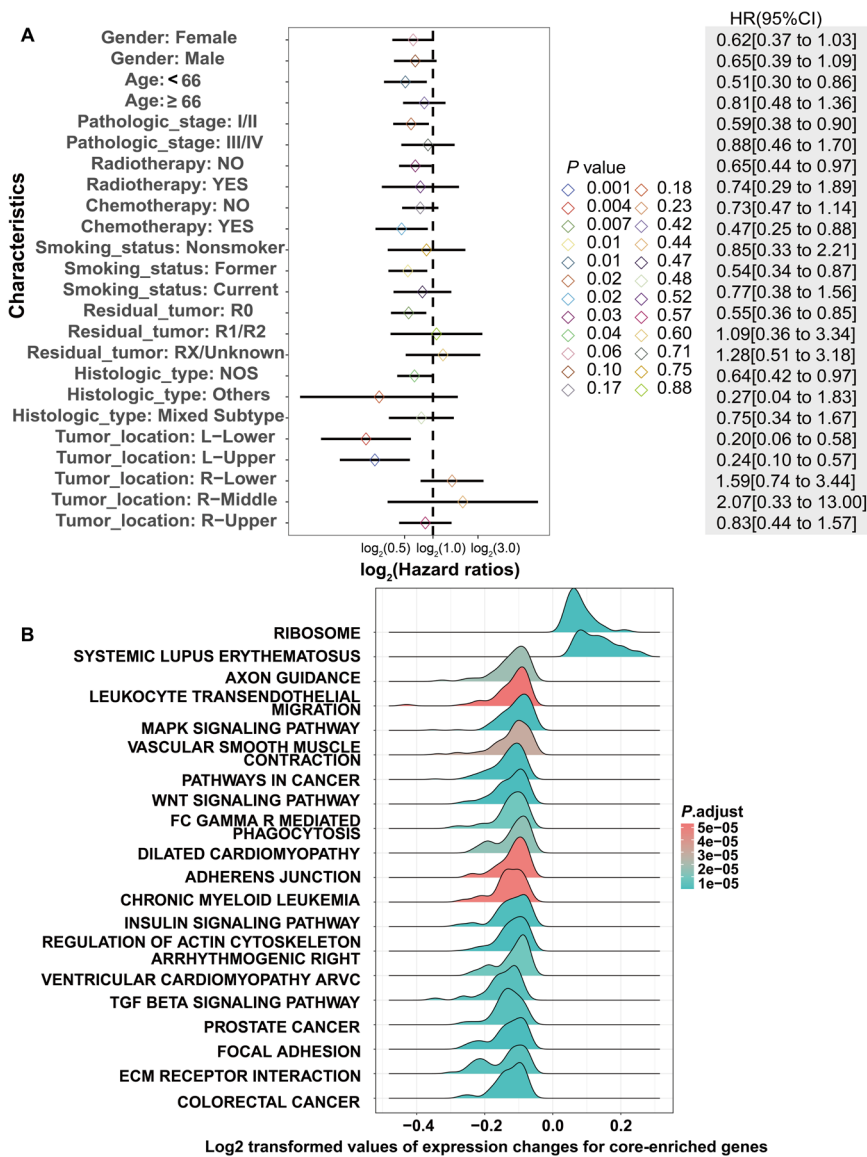 A
HR(95%CI)
Characteristics
Gender: Female
0.62[0.37 to 1.03]
Gender: Male
0.65[0.39 to 1.09]
Age: < 66
0.51[0.30 to 0.86]
Age: ≥ 66
0.81[0.48 to 1.36]
Pathologic_stage: I/II
0.59[0.38 to 0.90]
Pathologic_stage: III/IV
0.88[0.46 to 1.70]
Radiotherapy: NO
0.65[0.44 to 0.97]
Radiotherapy: YES
0.74[0.29 to 1.89]
Chemotherapy: NO
0.73[0.47 to 1.14]
Chemotherapy: YES
0.47[0.25 to 0.88]
Smoking_status: Nonsmoker
0.85[0.33 to 2.21]
Smoking_status: Former
0.54[0.34 to 0.87]
Smoking_status: Current
0.77[0.38 to 1.56]
Residual_tumor: R0
0.55[0.36 to 0.85]
Residual_tumor: R1/R2
1.09[0.36 to 3.34]
Residual_tumor: RX/Unknown
1.28[0.51 to 3.18]
Histologic_type: NOS
0.64[0.42 to 0.97]
Histologic_type: Others
0.27[0.04 to 1.83]
Histologic_type: Mixed Subtype
0.75[0.34 to 1.67]
Tumor_location: L−Lower
0.20[0.06 to 0.58]
Tumor_location: L−Upper
0.24[0.10 to 0.57]
Tumor_location: R−Lower
1.59[0.74 to 3.44]
Tumor_location: R−Middle
2.07[0.33 to 13.00]
Tumor_location: R−Upper
0.83[0.44 to 1.57]
P value
0.001 0.18
0.004 0.23
0.007 0.42
0.01 0.44
0.01 0.47
0.02 0.48
0.02 0.52
0.03 0.57
0.04 0.60
0.06 0.71
0.10 0.75
0.17 0.88
log2(0.5) log2(1.0) log2(3.0)
log2(Hazard ratios)
B
RIBOSOME
SYSTEMIC LUPUS ERYTHEMATOSUS
AXON GUIDANCE
LEUKOCYTE TRANSENDOTHELIAL
MIGRATION
MAPK SIGNALING PATHWAY
VASCULAR SMOOTH MUSCLE
CONTRACTION
PATHWAYS IN CANCER
WNT SIGNALING PATHWAY
FC GAMMA R MEDIATED
PHAGOCYTOSIS
DILATED CARDIOMYOPATHY
ADHERENS JUNCTION
CHRONIC MYELOID LEUKEMIA
INSULIN SIGNALING PATHWAY
REGULATION OF ACTIN CYTOSKELETON
ARRHYTHMOGENIC RIGHT
VENTRICULAR CARDIOMYOPATHY ARVC
TGF BETA SIGNALING PATHWAY
PROSTATE CANCER
FOCAL ADHESION
ECM RECEPTOR INTERACTION
COLORECTAL CANCER
P.adjust
5e−05
4e−05
3e−05
2e−05
1e−05
−0.4 −0.2 0.0 0.2
Log2 transformed values of expression changes for core-enriched genes